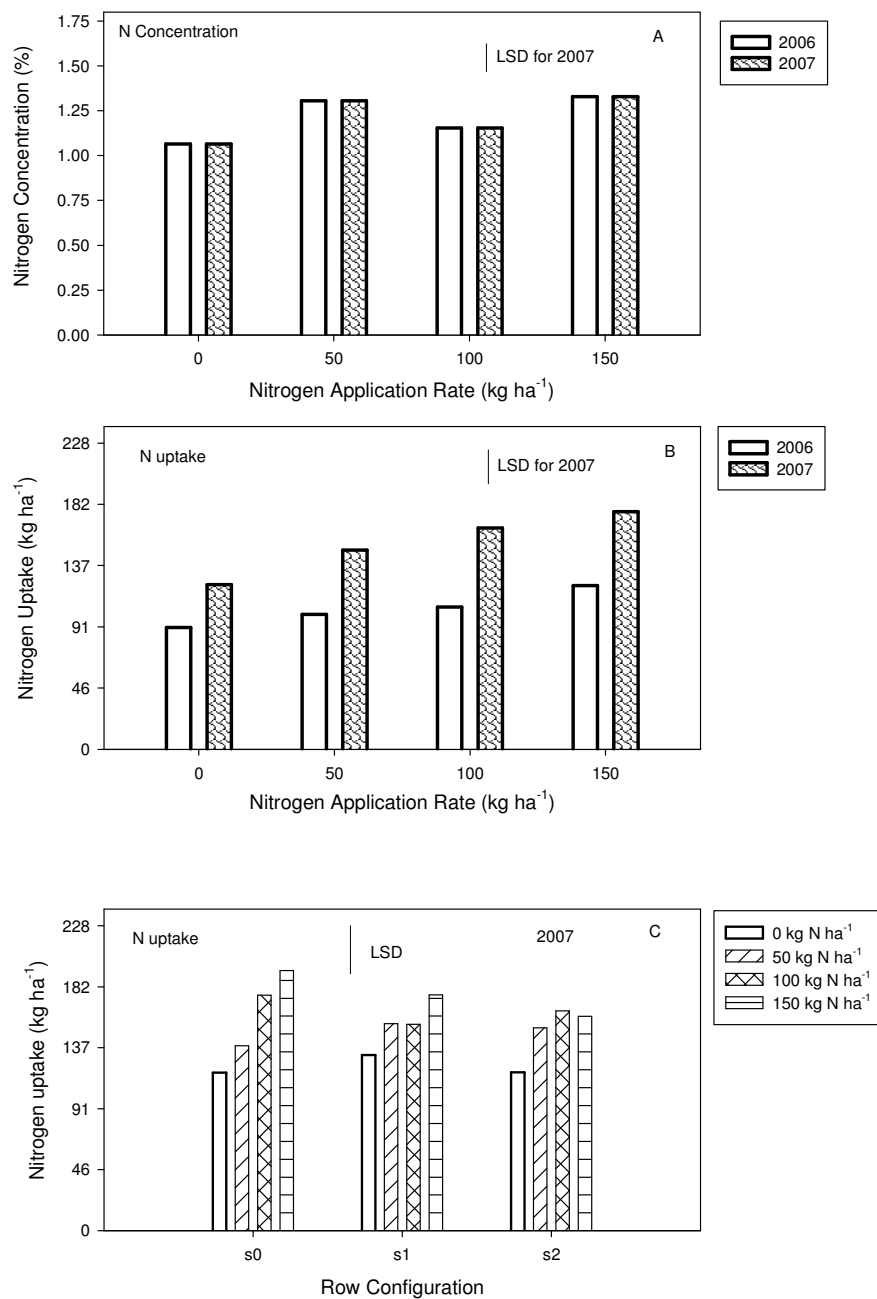 N Concentration
A
LSD for 2007
2006
2007
Nitrogen Concentration (%)
1.75
1.50
1.25
1.00
0.75
0.50
0.25
0.00
0 50 100 150
Nitrogen Application Rate (kg ha⁻¹)
N uptake
B
LSD for 2007
2006
2007
Nitrogen Uptake (kg ha⁻¹)
228
182
137
91
46
0
0 50 100 150
Nitrogen Application Rate (kg ha⁻¹)
N uptake
LSD
2007
C
0 kg N ha⁻¹
50 kg N ha⁻¹
100 kg N ha⁻¹
150 kg N ha⁻¹
Nitrogen uptake (kg ha⁻¹)
228
182
137
91
46
0
s0 s1 s2
Row Configuration